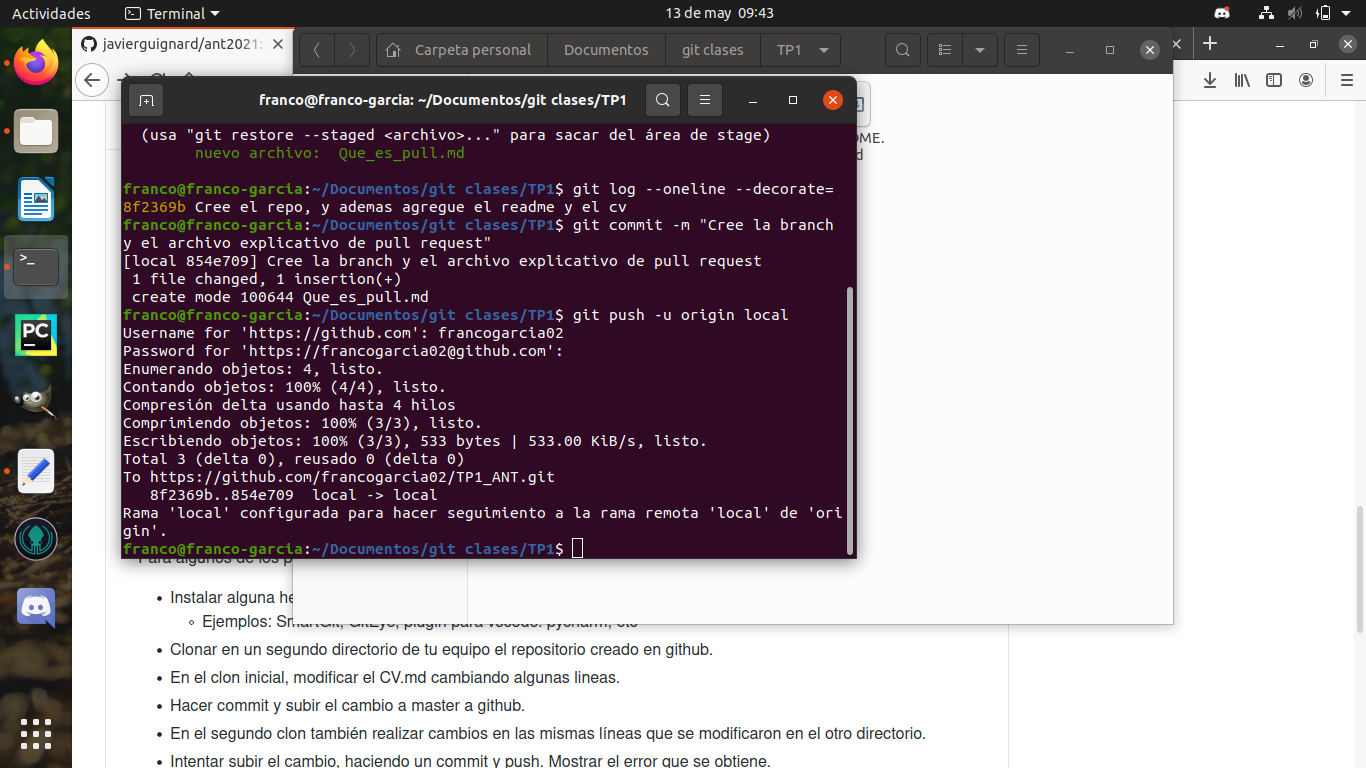 Actividades
Terminal
13 de may 09:43
javierguignard/ant2021:
Carpeta personal
Documentos
git clases
TP1
franco@franco-garcia: ~/Documentos/git clases/TP1
OME.
d
(usa "git restore --staged <archivo>..." para sacar del área de stage)
nuevo archivo: Que_es_pull.md
franco@franco-garcia:~/Documentos/git clases/TP1$ git log --oneline --decorate=
8f2369b Cree el repo, y ademas agregue el readme y el cv
franco@franco-garcia:~/Documentos/git clases/TP1$ git commit -m "Cree la branch
y el archivo explicativo de pull request"
[local 854e709] Cree la branch y el archivo explicativo de pull request
1 file changed, 1 insertion(+)
create mode 100644 Que_es_pull.md
franco@franco-garcia:~/Documentos/git clases/TP1$ git push -u origin local
Username for 'https://github.com': francogarcia02
Password for 'https://francogarcia02@github.com':
Enumerando objetos: 4, listo.
Contando objetos: 100% (4/4), listo.
Compresión delta usando hasta 4 hilos
Comprimiendo objetos: 100% (3/3), listo.
Escribiendo objetos: 100% (3/3), 533 bytes | 533.00 KiB/s, listo.
Total 3 (delta 0), reusado 0 (delta 0)
To https://github.com/francogarcia02/TP1_ANT.git
8f2369b..854e709 local -> local
Rama 'local' configurada para hacer seguimiento a la rama remota 'local' de 'ori
gin'.
franco@franco-garcia:~/Documentos/git clases/TP1$
Para algunos de los p
Instalar alguna he
Ejemplos: SmartGit, GitEye, plugin para vscode. pycharm, etc
Clonar en un segundo directorio de tu equipo el repositorio creado en github.
En el clon inicial, modificar el CV.md cambiando algunas lineas.
Hacer commit y subir el cambio a master a github.
En el segundo clon también realizar cambios en las mismas líneas que se modificaron en el otro directorio.
Intentar subir el cambio, haciendo un commit y push. Mostrar el error que se obtiene.
PC